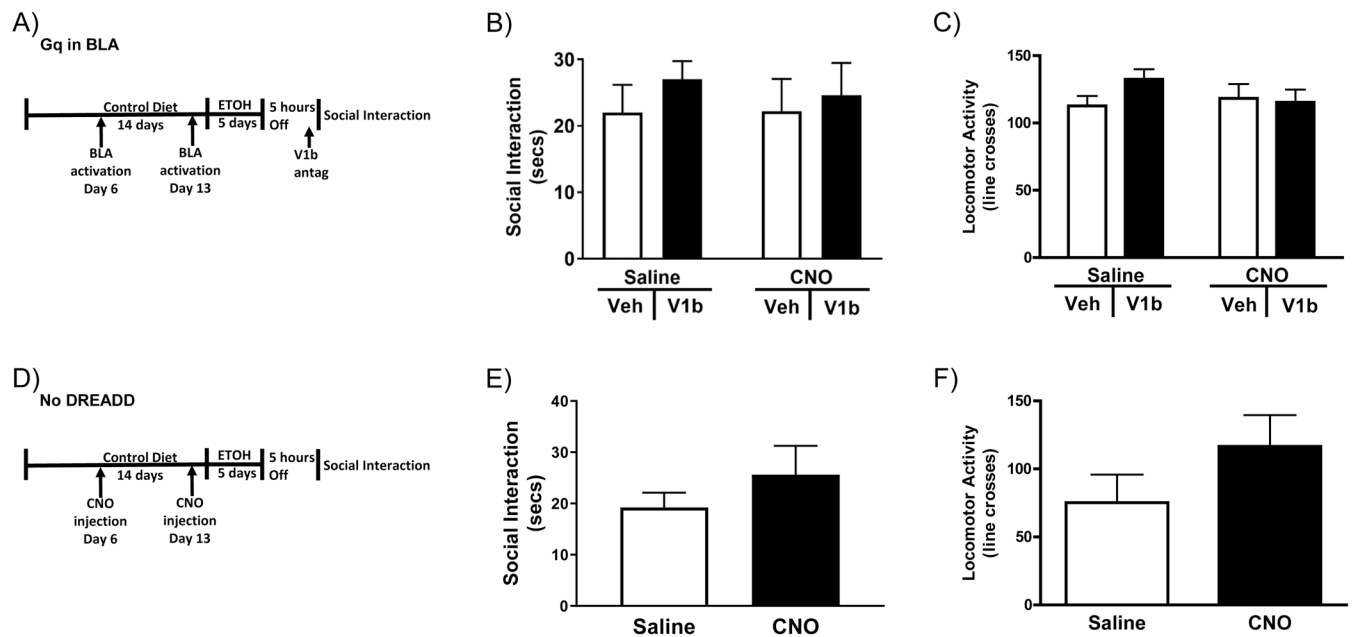 A)
Gq in BLA
Control Diet
14 days
ETOH
5 days
5 hours
Off
Social Interaction
BLA
activation
Day 6
BLA
activation
Day 13
V1b
antag
B)
Social Interaction
(secs)
30
20
10
0
Saline
CNO
Veh
V1b
Veh
V1b
C)
Locomotor Activity
(line crosses)
150
100
50
0
Saline
CNO
Veh
V1b
Veh
V1b
D)
No DREADD
Control Diet
14 days
ETOH
5 days
5 hours
Off
Social Interaction
CNO
injection
Day 6
CNO
injection
Day 13
E)
Social Interaction
(secs)
40
30
20
10
0
Saline
CNO
F)
Locomotor Activity
(line crosses)
150
100
50
0
Saline
CNO